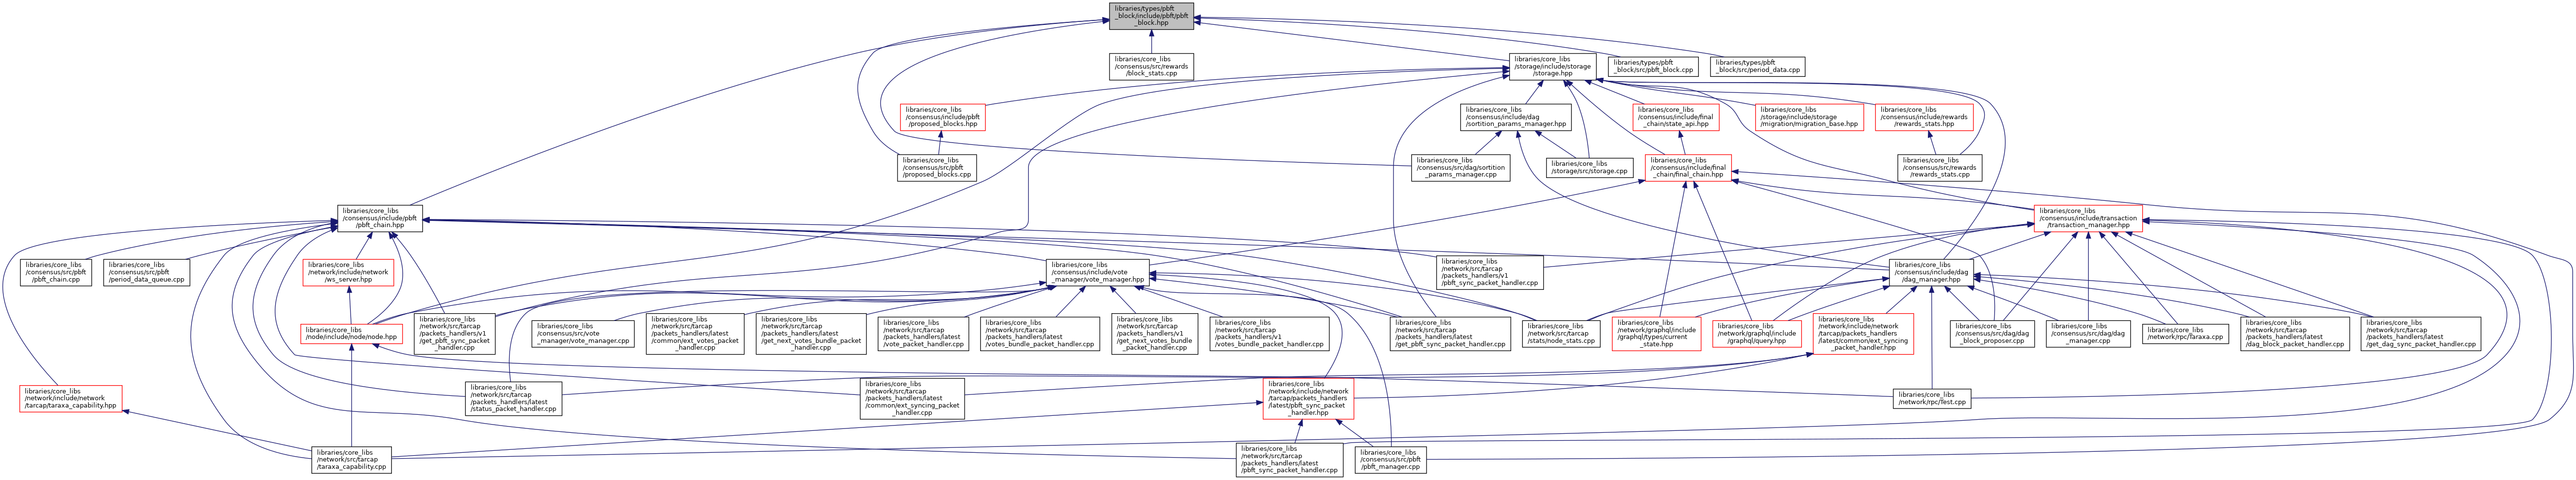 libraries/types/pbft
_block/include/pbft/pbft
_block.hpp
libraries/core_libs
/consensus/src/rewards
/block_stats.cpp
libraries/core_libs
/storage/include/storage
/storage.hpp
libraries/types/pbft
_block/src/pbft_block.cpp
libraries/types/pbft
_block/src/period_data.cpp
libraries/core_libs
/consensus/include/pbft
/proposed_blocks.hpp
libraries/core_libs
/consensus/include/dag
/sortition_params_manager.hpp
libraries/core_libs
/consensus/include/final
_chain/state_api.hpp
libraries/core_libs
/storage/include/storage
/migration/migration_base.hpp
libraries/core_libs
/consensus/include/rewards
/rewards_stats.hpp
libraries/core_libs
/consensus/src/pbft
/proposed_blocks.cpp
libraries/core_libs
/consensus/src/dag/sortition
_params_manager.cpp
libraries/core_libs
/storage/src/storage.cpp
libraries/core_libs
/consensus/include/final
_chain/final_chain.hpp
libraries/core_libs
/consensus/src/rewards
/rewards_stats.cpp
libraries/core_libs
/consensus/include/pbft
/pbft_chain.hpp
libraries/core_libs
/consensus/include/transaction
/transaction_manager.hpp
libraries/core_libs
/consensus/src/pbft
/pbft_chain.cpp
libraries/core_libs
/consensus/src/pbft
/period_data_queue.cpp
libraries/core_libs
/network/include/network
/ws_server.hpp
libraries/core_libs
/consensus/include/vote
_manager/vote_manager.hpp
libraries/core_libs
/network/src/tarcap
/packets_handlers/v1
/pbft_sync_packet_handler.cpp
libraries/core_libs
/consensus/include/dag
/dag_manager.hpp
libraries/core_libs
/node/include/node/node.hpp
libraries/core_libs
/network/src/tarcap
/packets_handlers/v1
/get_pbft_sync_packet
_handler.cpp
libraries/core_libs
/consensus/src/vote
_manager/vote_manager.cpp
libraries/core_libs
/network/src/tarcap
/packets_handlers/latest
/common/ext_votes_packet
_handler.cpp
libraries/core_libs
/network/src/tarcap
/packets_handlers/latest
/get_next_votes_bundle_packet
_handler.cpp
libraries/core_libs
/network/src/tarcap
/packets_handlers/latest
/vote_packet_handler.cpp
libraries/core_libs
/network/src/tarcap
/packets_handlers/latest
/votes_bundle_packet_handler.cpp
libraries/core_libs
/network/src/tarcap
/packets_handlers/v1
/get_next_votes_bundle
_packet_handler.cpp
libraries/core_libs
/network/src/tarcap
/packets_handlers/v1
/votes_bundle_packet_handler.cpp
libraries/core_libs
/network/src/tarcap
/packets_handlers/latest
/get_pbft_sync_packet_handler.cpp
libraries/core_libs
/network/src/tarcap
/stats/node_stats.cpp
libraries/core_libs
/network/graphql/include
/graphql/types/current
_state.hpp
libraries/core_libs
/network/graphql/include
/graphql/query.hpp
libraries/core_libs
/network/include/network
/tarcap/packets_handlers
/latest/common/ext_syncing
_packet_handler.hpp
libraries/core_libs
/consensus/src/dag/dag
_block_proposer.cpp
libraries/core_libs
/consensus/src/dag/dag
_manager.cpp
libraries/core_libs
/network/rpc/Taraxa.cpp
libraries/core_libs
/network/src/tarcap
/packets_handlers/latest
/dag_block_packet_handler.cpp
libraries/core_libs
/network/src/tarcap
/packets_handlers/latest
/get_dag_sync_packet_handler.cpp
libraries/core_libs
/network/include/network
/tarcap/taraxa_capability.hpp
libraries/core_libs
/network/src/tarcap
/packets_handlers/latest
/status_packet_handler.cpp
libraries/core_libs
/network/src/tarcap
/packets_handlers/latest
/common/ext_syncing_packet
_handler.cpp
libraries/core_libs
/network/include/network
/tarcap/packets_handlers
/latest/pbft_sync_packet
_handler.hpp
libraries/core_libs
/network/rpc/Test.cpp
libraries/core_libs
/network/src/tarcap
/taraxa_capability.cpp
libraries/core_libs
/network/src/tarcap
/packets_handlers/latest
/pbft_sync_packet_handler.cpp
libraries/core_libs
/consensus/src/pbft
/pbft_manager.cpp